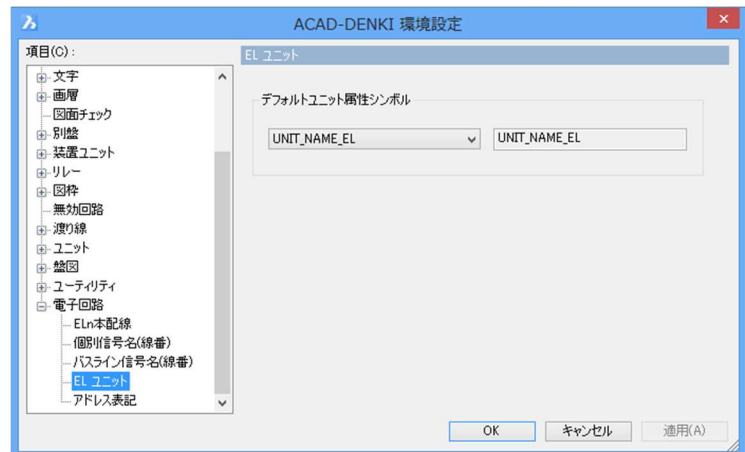 ACAD-DENKI 環境設定
項目(C):
文字
画層
図面チェック
別盤
装置ユニット
リレー
図枠
無効回路
渡り線
ユニット
盤図
ユーティリティ
電子回路
ELn本配線
個別信号名(線番)
バスライン信号名(線番)
EL ユニット
アドレス表記
EL ユニット
デフォルトユニット属性シンボル
UNIT_NAME_EL
UNIT_NAME_EL
OK
キャンセル
適用(A)